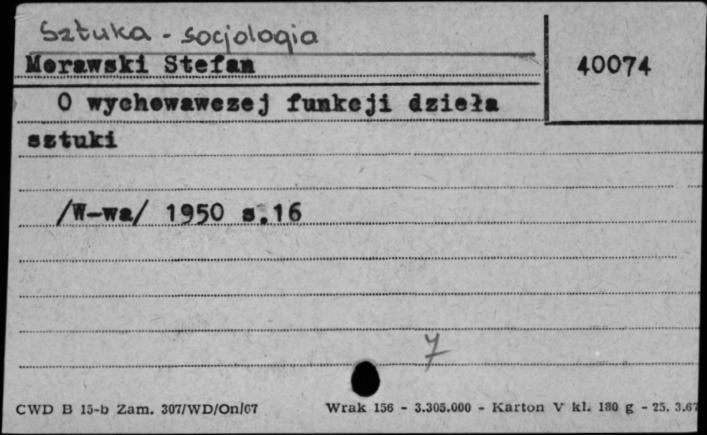 Sztuka - socjologia
Morawski Stefan
40074
O wychowawczej funkcji dzieła
sztuki
/W-wa/ 1950 s.16
7
CWD B 15-b Zam. 307/WD/On/67 Wrak 156 - 3.305.000 - Karton V kl. 180 g - 25. 3.67